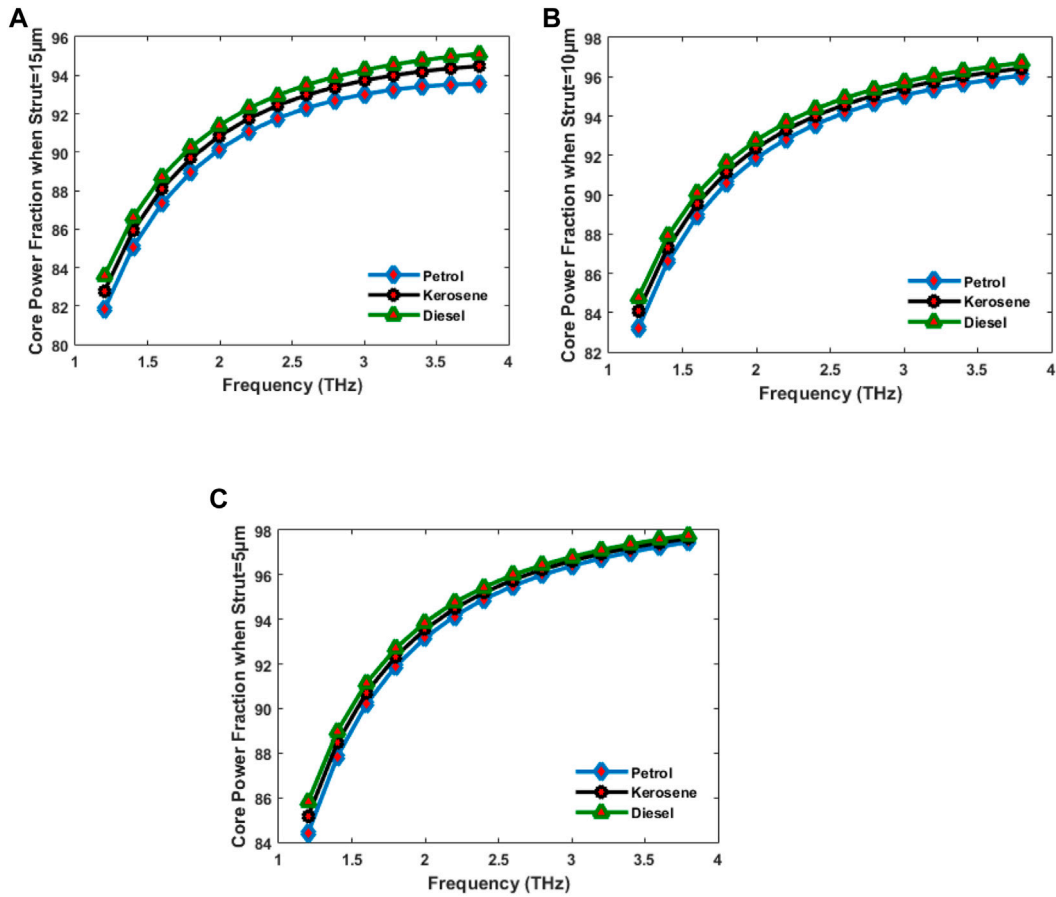 A
Core Power Fraction when Strut=15μm
96
94
92
90
88
86
84
82
80
1
1.5
2
2.5
3
3.5
4
Frequency (THz)
Petrol
Kerosene
Diesel
B
Core Power Fraction when Strut=10μm
98
96
94
92
90
88
86
84
82
1
1.5
2
2.5
3
3.5
4
Frequency (THz)
Petrol
Kerosene
Diesel
C
Core Power Fraction when Strut=5μm
98
96
94
92
90
88
86
84
1
1.5
2
2.5
3
3.5
4
Frequency (THz)
Petrol
Kerosene
Diesel